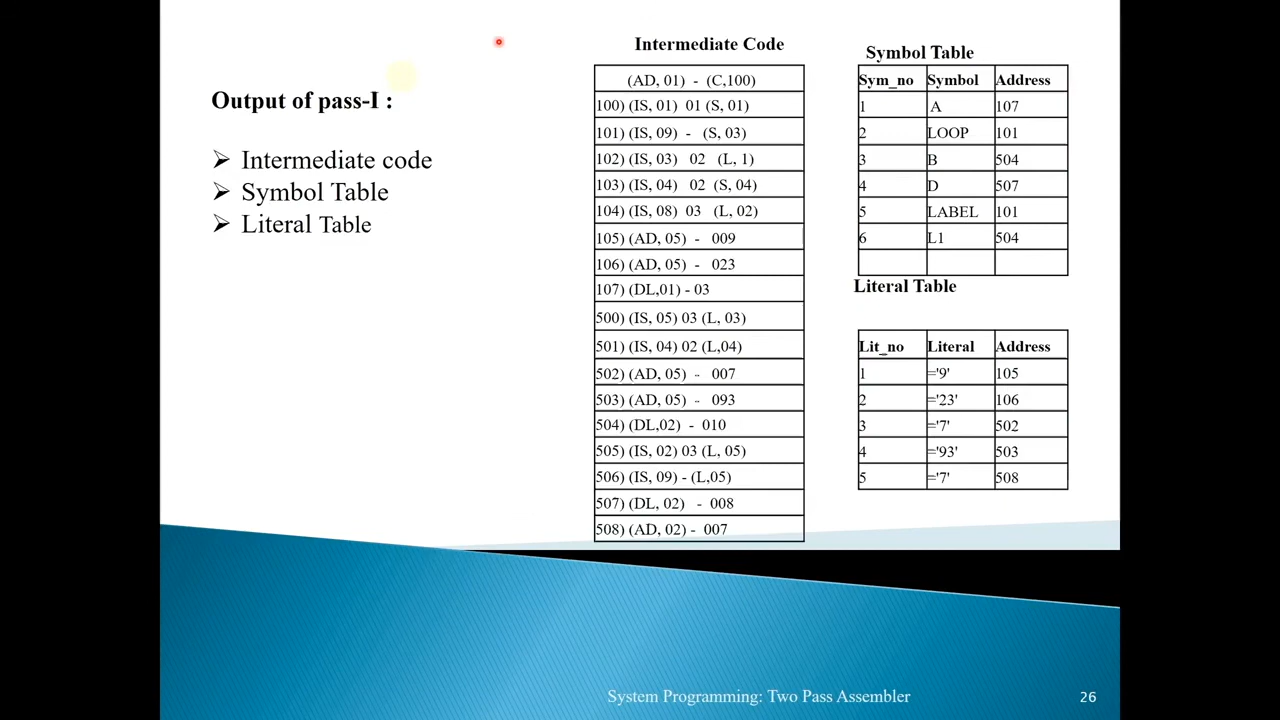 Output of pass-I :
➢ Intermediate code
➢ Symbol Table
➢ Literal Table
Intermediate Code
(AD, 01) - (C,100)
100) (IS, 01) 01 (S, 01)
101) (IS, 09) - (S, 03)
102) (IS, 03) 02 (L, 1)
103) (IS, 04) 02 (S, 04)
104) (IS, 08) 03 (L, 02)
105) (AD, 05) - 009
106) (AD, 05) - 023
107) (DL,01) - 03
500) (IS, 05) 03 (L, 03)
501) (IS, 04) 02 (L,04)
502) (AD, 05) - 007
503) (AD, 05) - 093
504) (DL,02) - 010
505) (IS, 02) 03 (L, 05)
506) (IS, 09) - (L,05)
507) (DL, 02) - 008
508) (AD, 02) - 007
Symbol Table
Sym_no Symbol Address
1 A 107
2 LOOP 101
3 B 504
4 D 507
5 LABEL 101
6 L1 504
Literal Table
Lit_no Literal Address
1 ='9' 105
2 ='23' 106
3 ='7' 502
4 ='93' 503
5 ='7' 508
System Programming: Two Pass Assembler
26